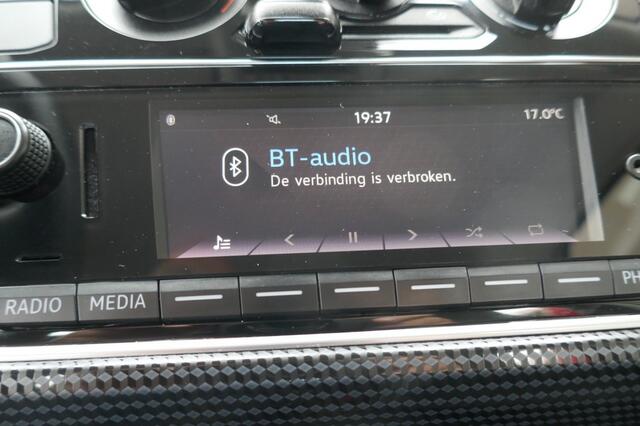 19:37 17.0°C
BT-audio
De verbinding is verbroken.
RADIO MEDIA PH